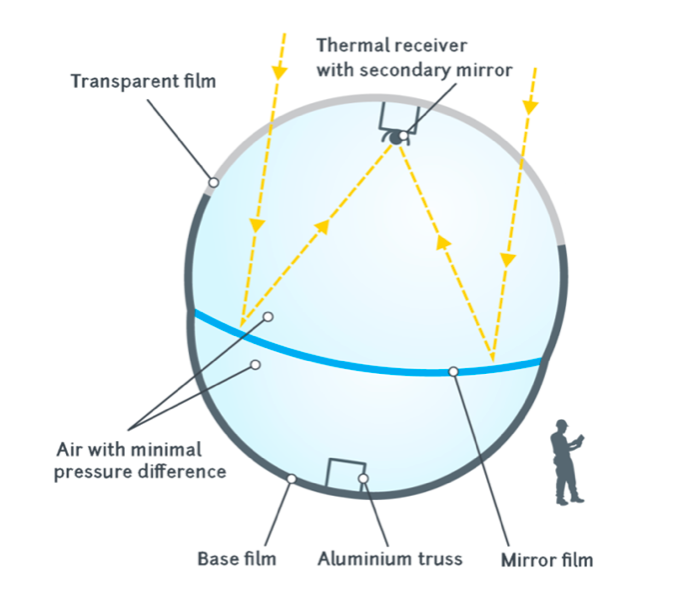 Thermal receiver
with secondary mirror
Transparent film
Air with minimal
pressure difference
Base film
Aluminium truss
Mirror film